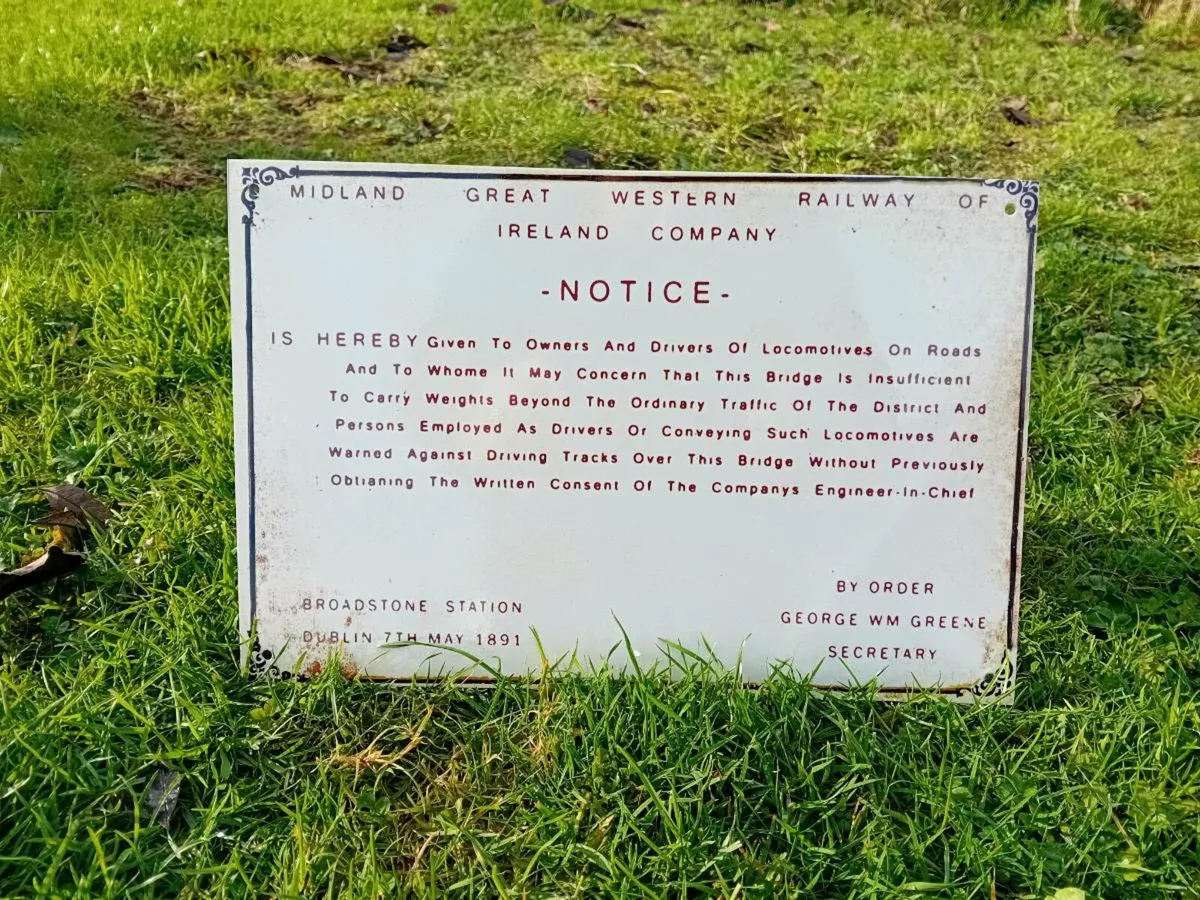 MIDLAND GREAT WESTERN RAILWAY OF
IRELAND COMPANY
-NOTICE-
IS HEREBY Given To Owners And Drivers Of Locomotives On Roads
And To Whome It May Concern That This Bridge Is Insufficient
To Carry Weights Beyond The Ordinary Traffic Of The District And
Persons Employed As Drivers Or Conveying Such Locomotives Are
Warned Against Driving Tracks Over This Bridge Without Previously
Obtianing The Written Consent Of The Companys Engineer-In-Chief
BROADSTONE STATION
DUBLIN 7TH MAY 1891
BY ORDER
GEORGE WM GREENE
SECRETARY